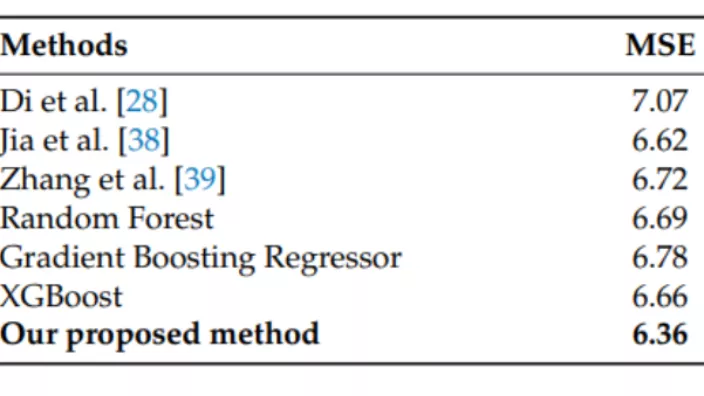 Methods MSE
Di et al. [28] 7.07
Jia et al. [38] 6.62
Zhang et al. [39] 6.72
Random Forest 6.69
Gradient Boosting Regressor 6.78
XGBoost 6.66
Our proposed method 6.36